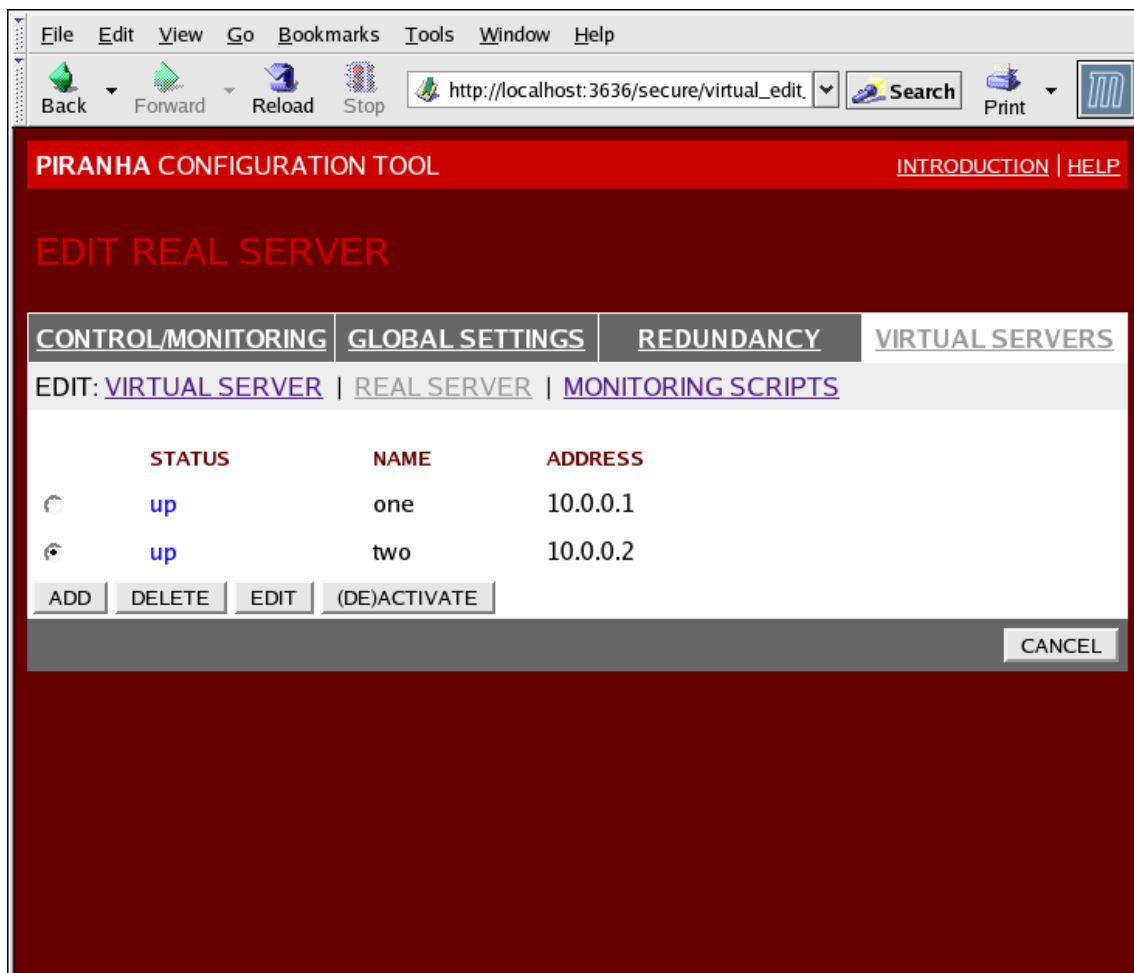 File Edit View Go Bookmarks Tools Window Help
Back Forward Reload Stop http://localhost:3636/secure/virtual_edit_ Search Print
PIRANHA CONFIGURATION TOOL INTRODUCTION | HELP
EDIT REAL SERVER
CONTROL/MONITORING GLOBAL SETTINGS REDUNDANCY VIRTUAL SERVERS
EDIT: VIRTUAL SERVER | REAL SERVER | MONITORING SCRIPTS
STATUS NAME ADDRESS
up one 10.0.0.1
up two 10.0.0.2
ADD DELETE EDIT (DE)ACTIVATE
CANCEL